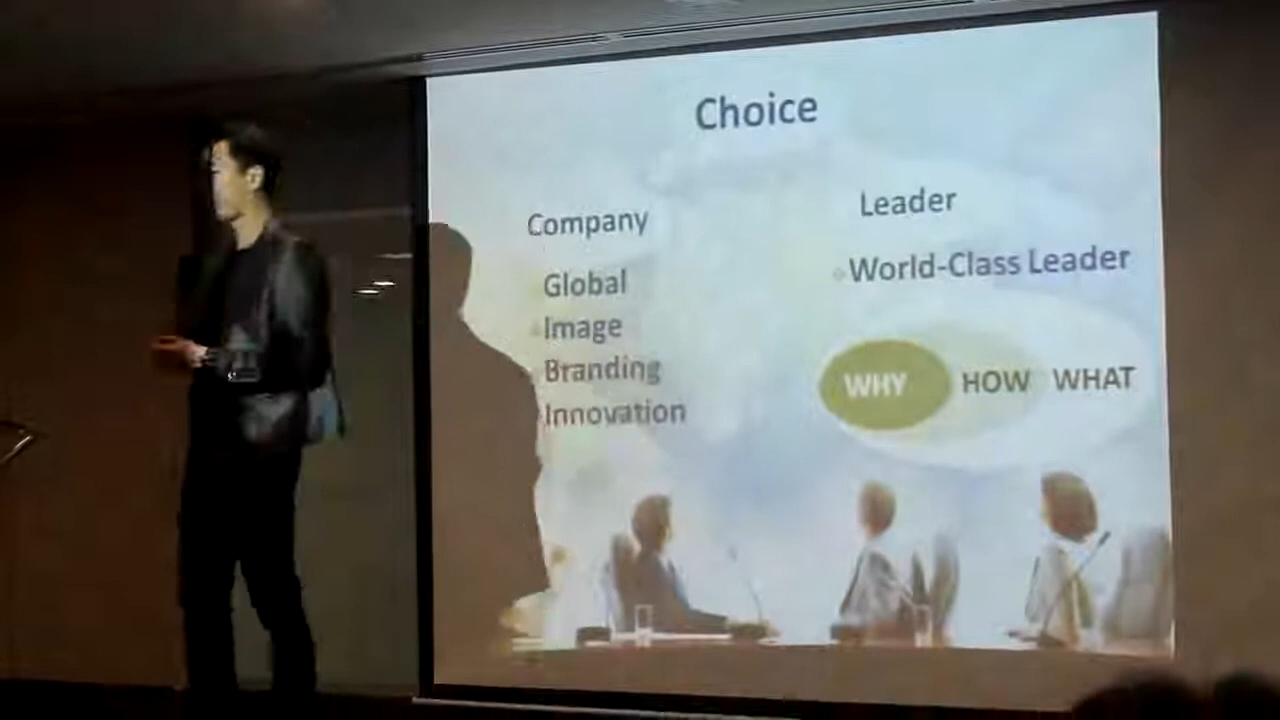 Choice
Company
Global
Image
Branding
Innovation
Leader
World-Class Leader
WHY HOW WHAT